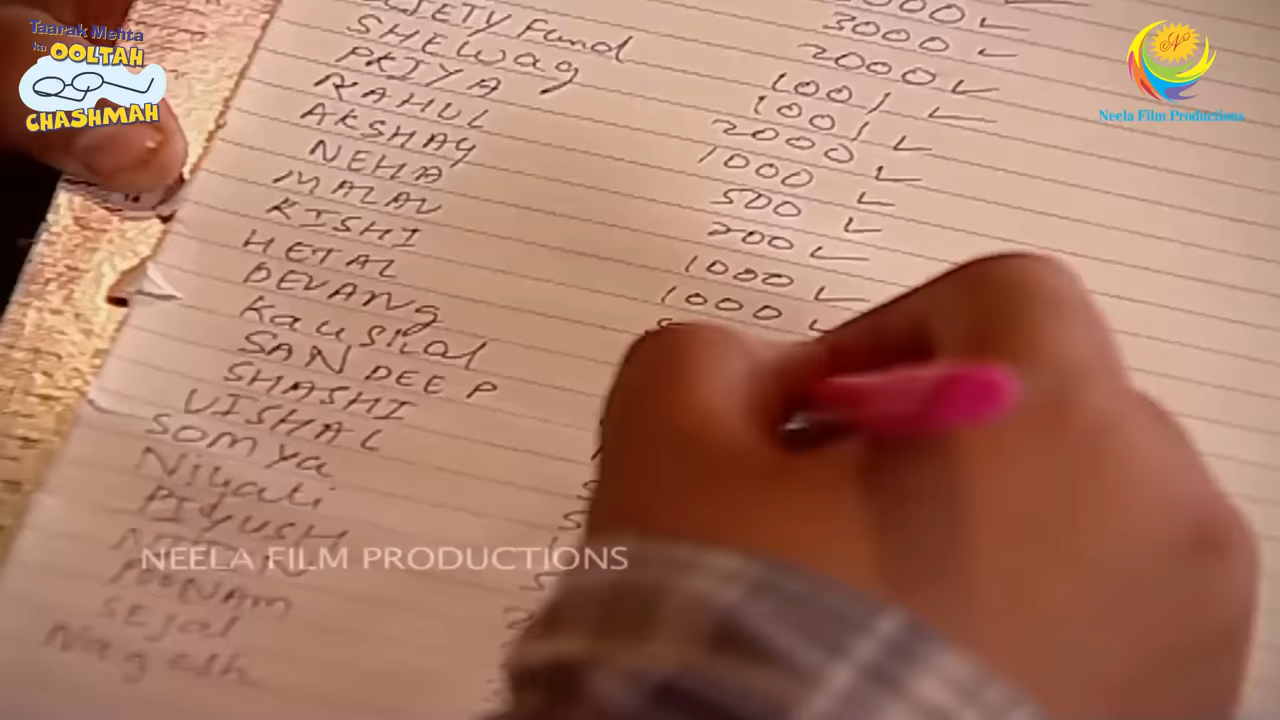 Taarak Mehta
ka OOLTAH
CHASHMAH
Neela Film Productions
3000 ✓
Fund 2000 ✓
SHEWAg 1001 ✓
PRIYA 1001 ✓
RAHUL 2000 ✓
AKSHAY 1000 ✓
NEHA 500 ✓
MALAV 200 ✓
KISHI 1000 ✓
HETAL 1000 ✓
DEVANg
Kaushal
SANDEEP
SHASHI
VISHAL
SOMYa
Niyati
PIYUSH
NEELA FILM PRODUCTIONS
POONAM
SEJal
Nagesh